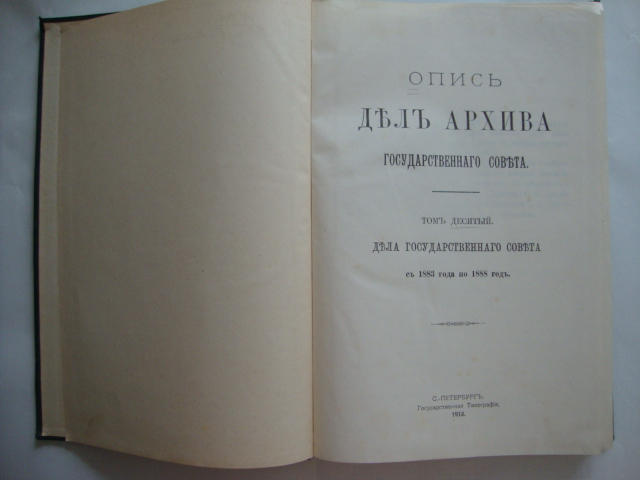 ОПИСЬ
ДѢЛЪ АРХИВА
ГОСУДАРСТВЕННАГО СОВѢТА.
ТОМЪ ДЕСЯТЫЙ.
ДѢЛА ГОСУДАРСТВЕННАГО СОВѢТА
съ 1883 года по 1888 годъ.
С.-ПЕТЕРБУРГЪ.
Государственная Типографія.